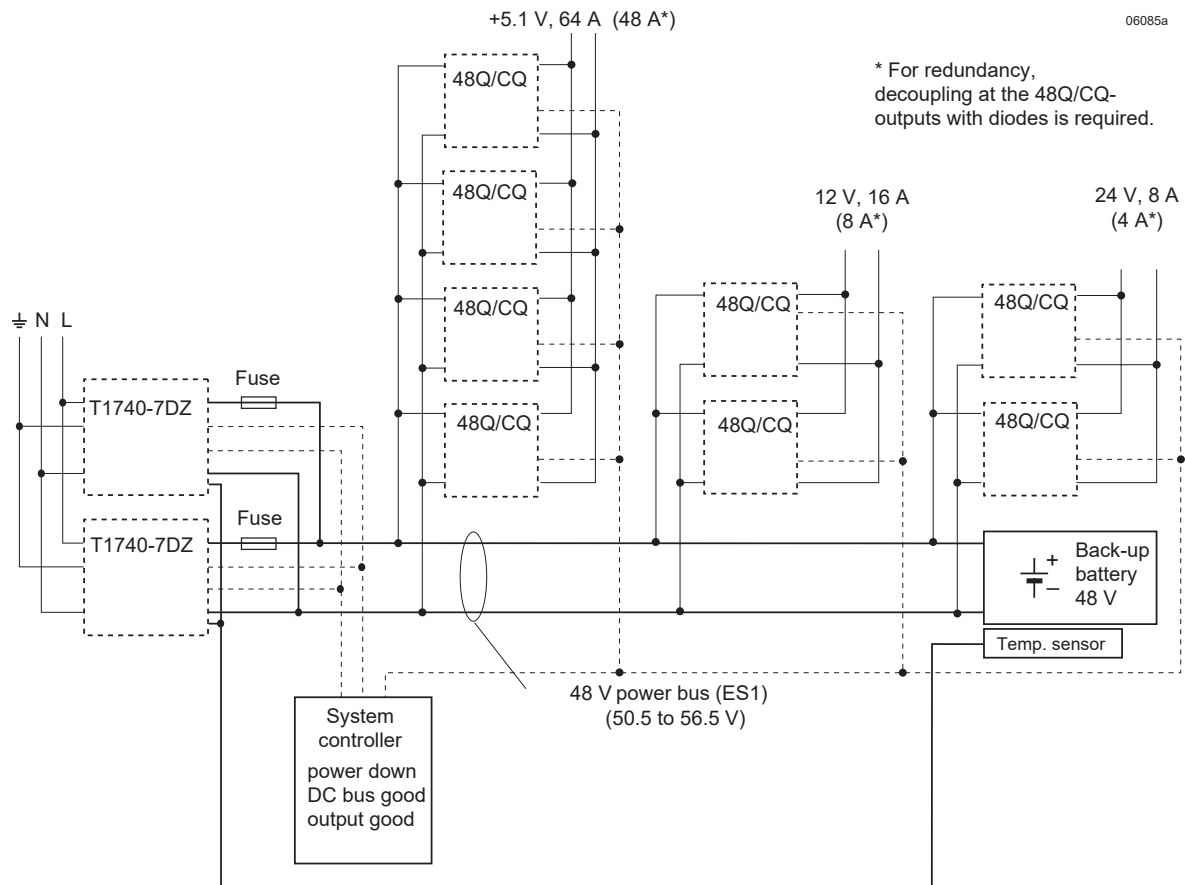 +5.1 V, 64 A (48 A*)
06085a
* For redundancy,
decoupling at the 48Q/CQ-
outputs with diodes is required.
48Q/CQ
48Q/CQ
48Q/CQ
48Q/CQ
12 V, 16 A
(8 A*)
48Q/CQ
48Q/CQ
24 V, 8 A
(4 A*)
48Q/CQ
48Q/CQ
N L
T1740-7DZ
Fuse
T1740-7DZ
Fuse
+
–
Back-up
battery
48 V
Temp. sensor
48 V power bus (ES1)
(50.5 to 56.5 V)
System
controller
power down
DC bus good
output good